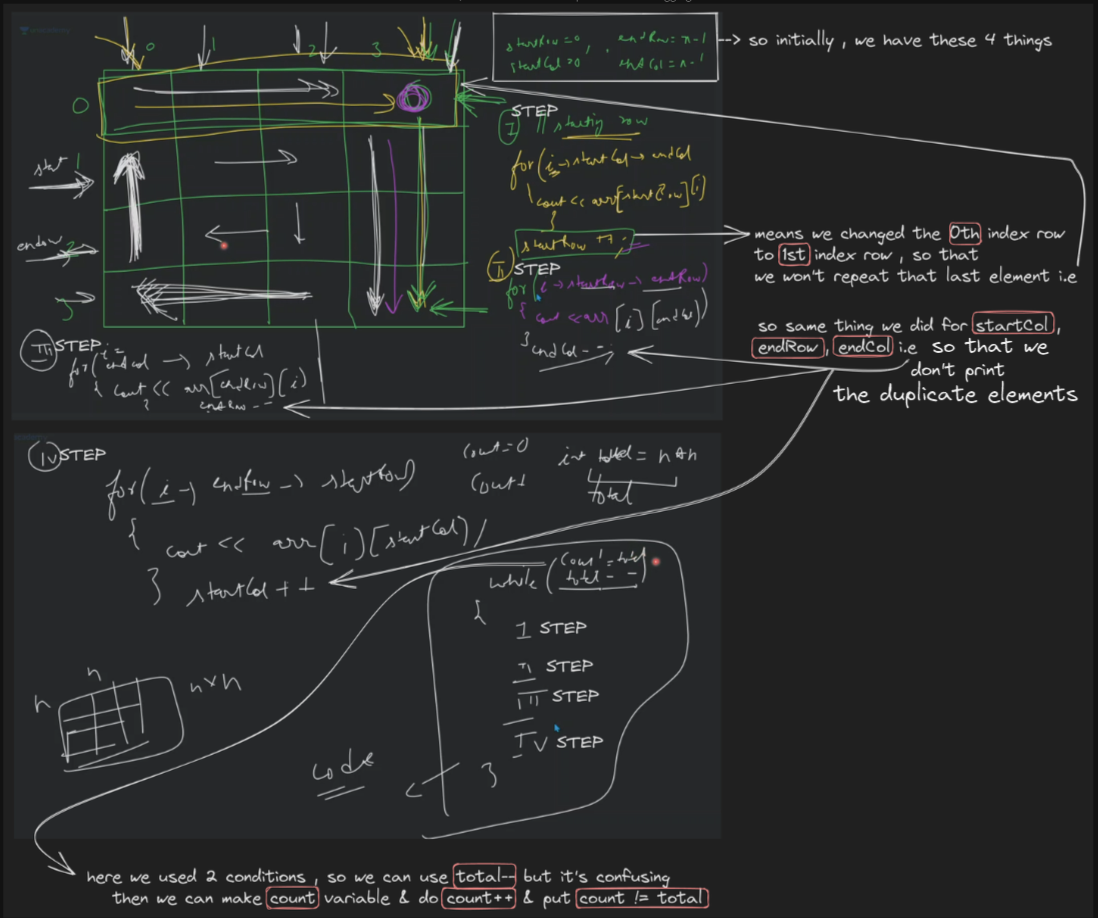 startRow = 0, endRow = n-1
startCol = 0, endCol = n-1
--> so initially, we have these 4 things
0 1 2 3
0
start 1
endRow 2
3
STEP
I // starting row
for(i → startCol → endCol
cout << arr[startRow][i]
}
startRow ++;
II STEP
for(i → startRow → endRow)
{ cout << arr[i][endCol])
} endCol --;
means we changed the 0th index row
to 1st index row, so that
we won't repeat that last element i.e
so same thing we did for startCol,
endRow, endCol i.e so that we
don't print
the duplicate elements
III STEP
for(i=endCol → startCol
{ cout << arr[endRow][i]
} endRow --
IV STEP
for(i → endRow → startRow)
{
cout << arr[i][startCol]
} startCol ++
count = 0
count
int total = n*n
total
while (count != total
total --)
{
I STEP
II STEP
III STEP
IV STEP
}
n
n
n×n
code
here we used 2 conditions, so we can use total-- but it's confusing
then we can make count variable & do count++ & put count != total